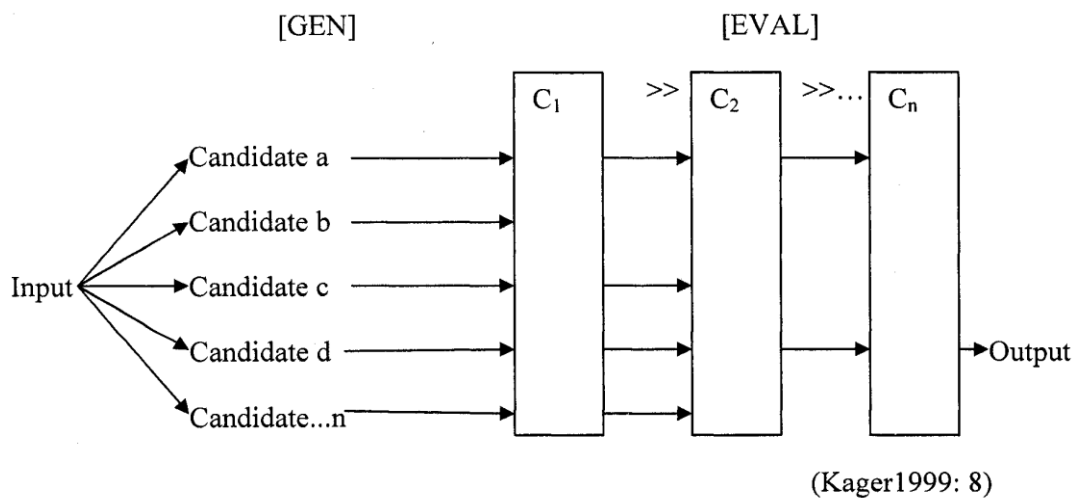 [GEN] [EVAL]
C₁ >> C₂ >>… Cₙ
Candidate a
Candidate b
Input Candidate c
Candidate d Output
Candidate...n
(Kager1999: 8)